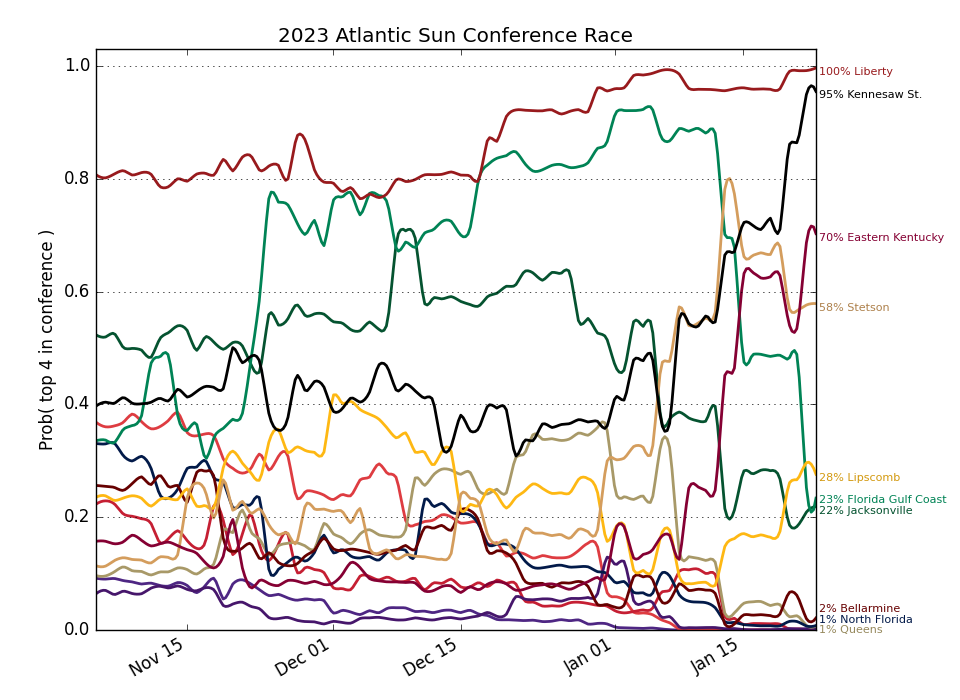 2023 Atlantic Sun Conference Race
Prob( top 4 in conference )
1.0
0.8
0.6
0.4
0.2
0.0
Nov 15
Dec 01
Dec 15
Jan 01
Jan 15
100% Liberty
95% Kennesaw St.
70% Eastern Kentucky
58% Stetson
28% Lipscomb
23% Florida Gulf Coast
22% Jacksonville
2% Bellarmine
1% North Florida
1% Queens